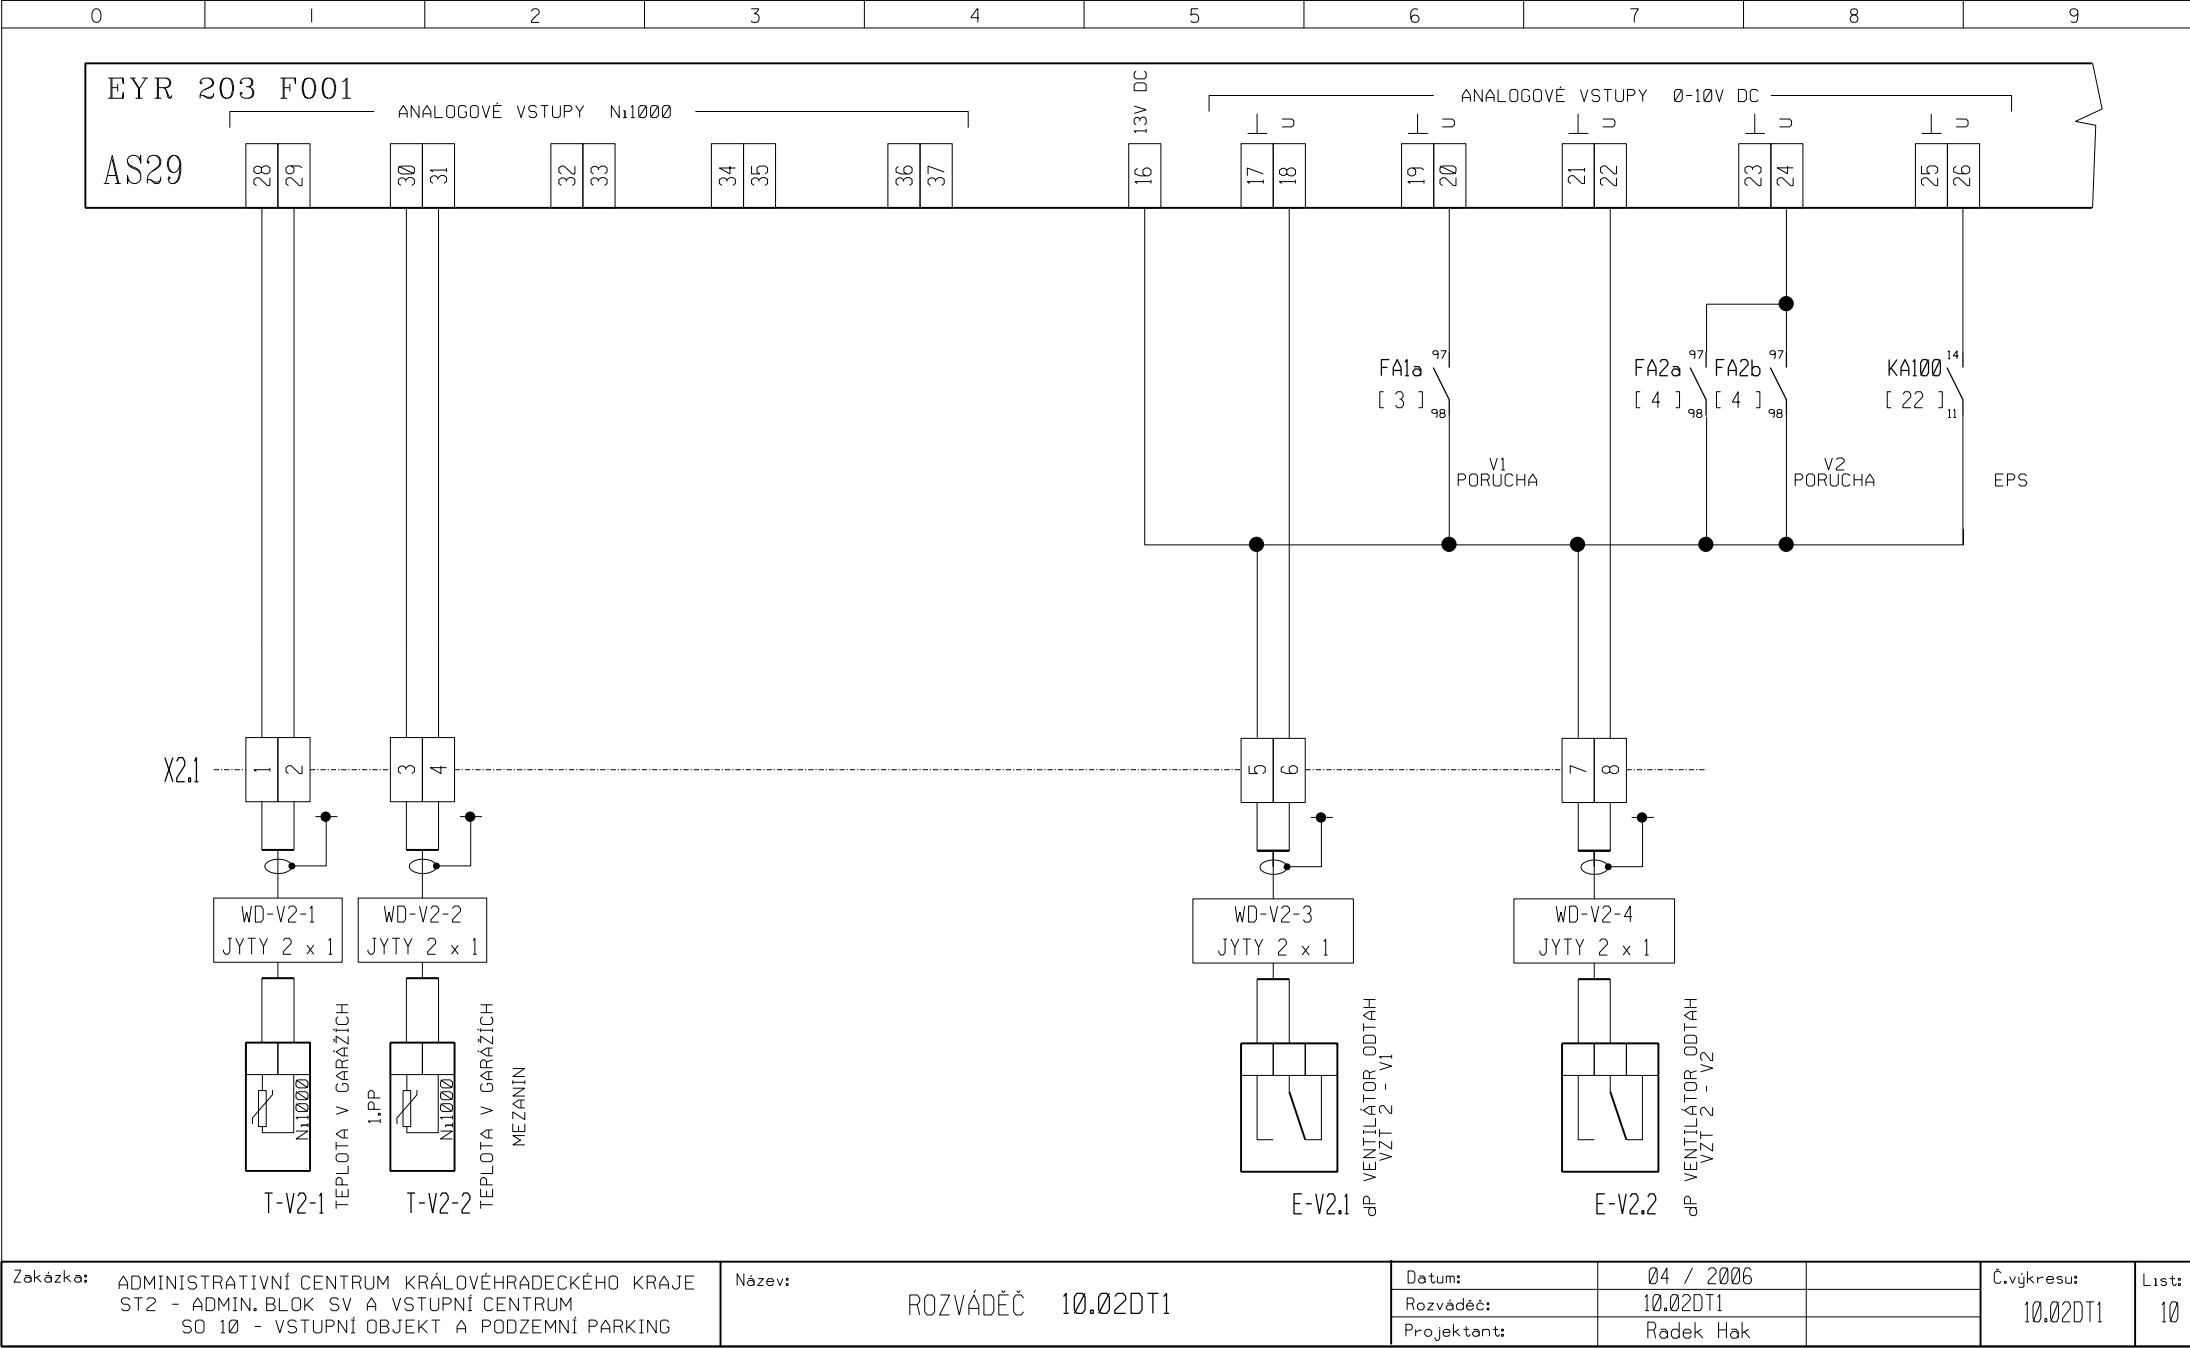 0 1 2 3 4 5 6 7 8 9
EYR 203 F001
ANALOGOVÉ VSTUPY Ni1000
13V DC
ANALOGOVÉ VSTUPY 0-10V DC
U U U U U
AS29
28 29 30 31 32 33 34 35 36 37 16 17 18 19 20 21 22 23 24 25 26
97 97 97 14
FA1a FA2a FA2b KA100
[ 3 ] [ 4 ] [ 4 ] [ 22 ]
98 98 98 11
V1 V2
PORUCHA PORUCHA EPS
X2.1 1 2 3 4 5 6 7 8
WD-V2-1 WD-V2-2 WD-V2-3 WD-V2-4
JYTY 2 x 1 JYTY 2 x 1 JYTY 2 x 1 JYTY 2 x 1
Ni1000
TEPLOTA V GARÁŽÍCH
1.PP
Ni1000
TEPLOTA V GARÁŽÍCH
MEZANIN
dP VENTILÁTOR ODTAH
VZT 2 - V1
dP VENTILÁTOR ODTAH
VZT 2 - V2
T-V2-1 T-V2-2 E-V2.1 E-V2.2
Zakázka: ADMINISTRATIVNÍ CENTRUM KRÁLOVÉHRADECKÉHO KRAJE
ST2 - ADMIN. BLOK SV A VSTUPNÍ CENTRUM
SO 10 - VSTUPNÍ OBJEKT A PODZEMNÍ PARKING
Název:
ROZVÁDĚČ 10.02DT1
Datum: 04 / 2006
Rozváděč: 10.02DT1
Projektant: Radek Hak
Č.výkresu:
10.02DT1
List:
10